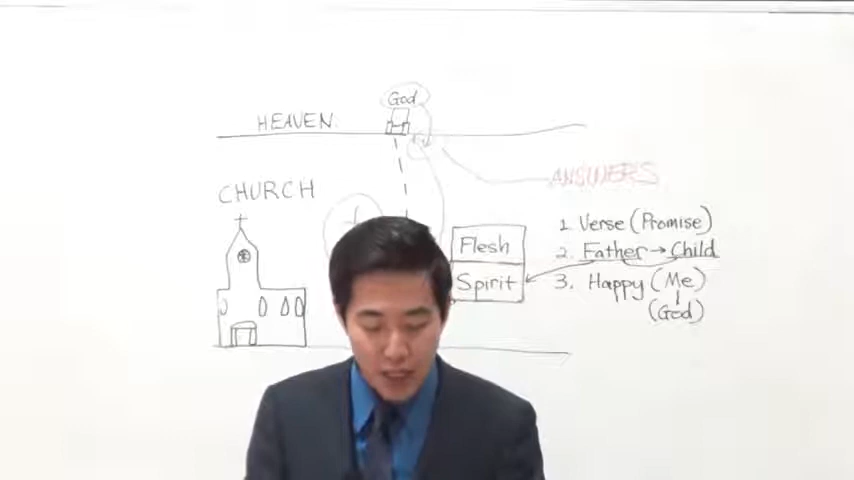 God
HEAVEN
ANSWERS
CHURCH
Flesh
Spirit
1. Verse (Promise)
2. Father → Child
3. Happy (Me)
(God)